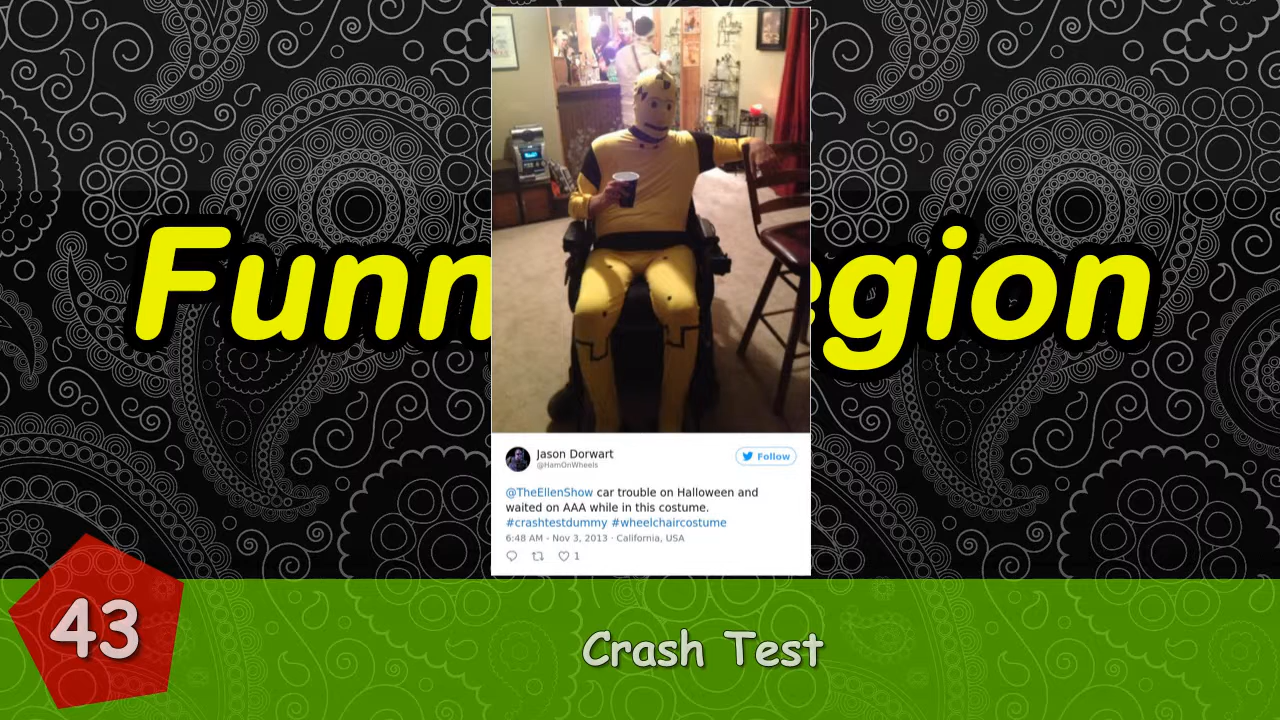 Funn
egion
Jason Dorwart
@HamOnWheels
Follow
@TheEllenShow car trouble on Halloween and
waited on AAA while in this costume.
#crashtestdummy #wheelchaircostume
6:48 AM - Nov 3, 2013 · California, USA
1
43
Crash Test